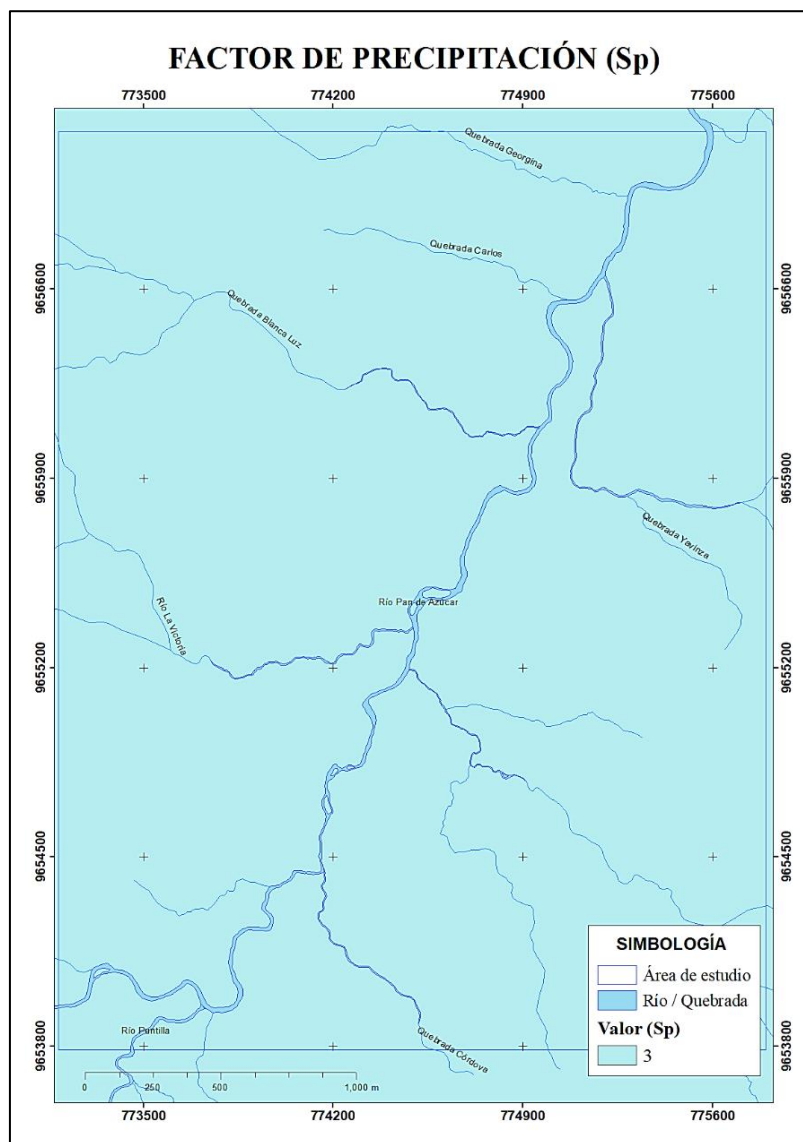 FACTOR DE PRECIPITACIÓN (Sp)
773500 774200 774900 775600
Quebrada Georgina
Quebrada Carlos
9656600 9656600
Quebrada Blanca Luz
9655900 9655900
Quebrada Yavinza
Río Pan de Azúcar
Río La Victoria
9655200 9655200
9654500 9654500
SIMBOLOGÍA
Área de estudio
Río / Quebrada
Valor (Sp)
3
Río Puntilla
Quebrada Córdova
9653800 9653800
0 250 500 1,000 m
773500 774200 774900 775600